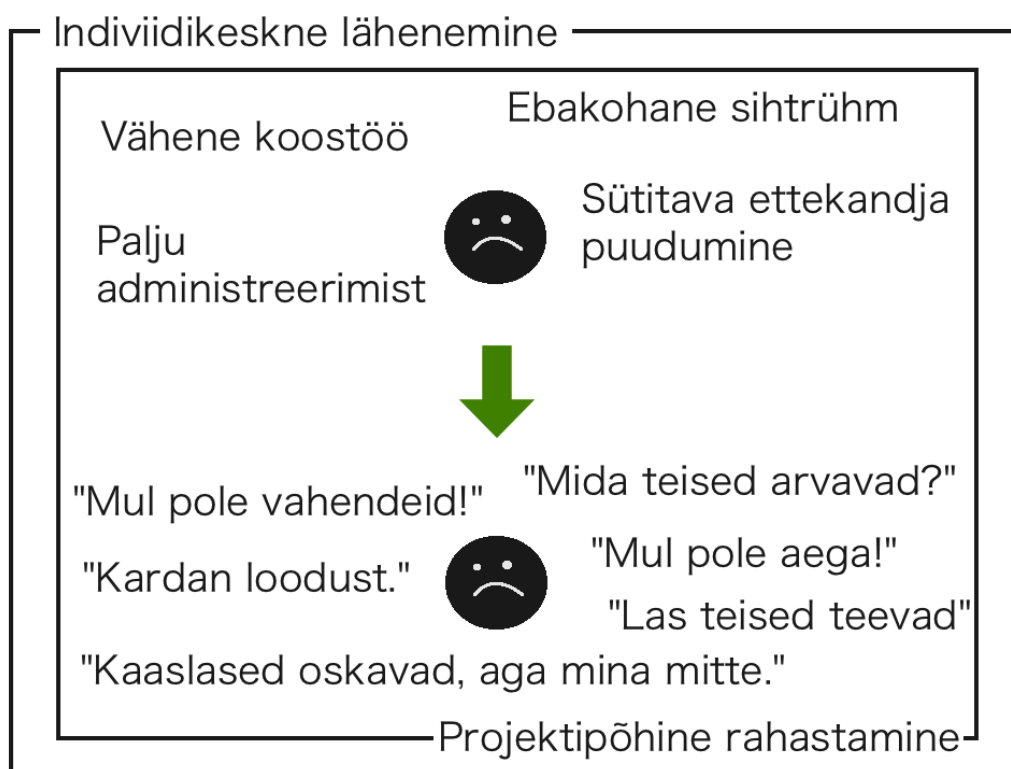 Individikeskne lähenemine
Vähene koostöö
Ebakohane sihtrühm
Palju
administreerimist
Sütitava ettekandja
puudumine
"Mul pole vahendeid!"
"Mida teised arvavad?"
"Kardan loodust."
"Mul pole aega!"
"Las teised teevad"
"Kaaslased oskavad, aga mina mitte."
Projektipõhine rahastamine